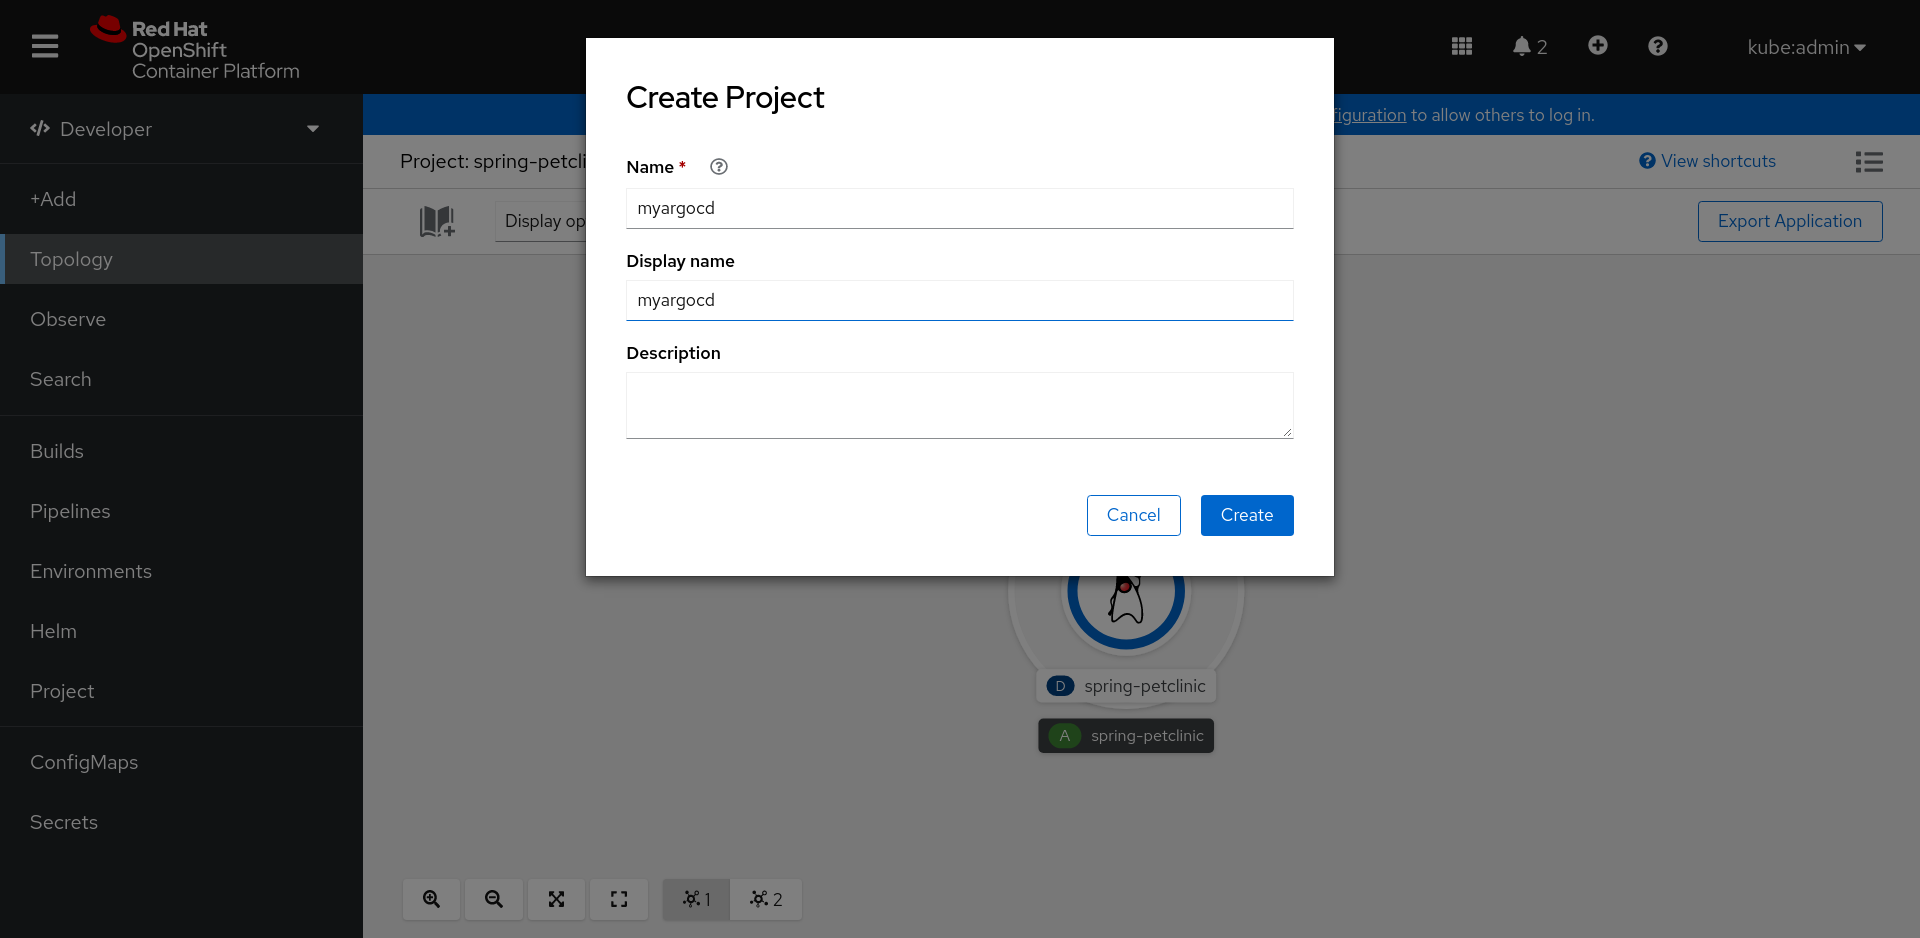 Red Hat
OpenShift
Container Platform
2
kube:admin
Developer
+Add
Topology
Observe
Search
Builds
Pipelines
Environments
Helm
Project
ConfigMaps
Secrets
figuration to allow others to log in.
Project: spring-petcli
View shortcuts
Display op
Export Application
Create Project
Name *
myargocd
Display name
myargocd
Description
Cancel
Create
D spring-petclinic
A spring-petclinic
1
2